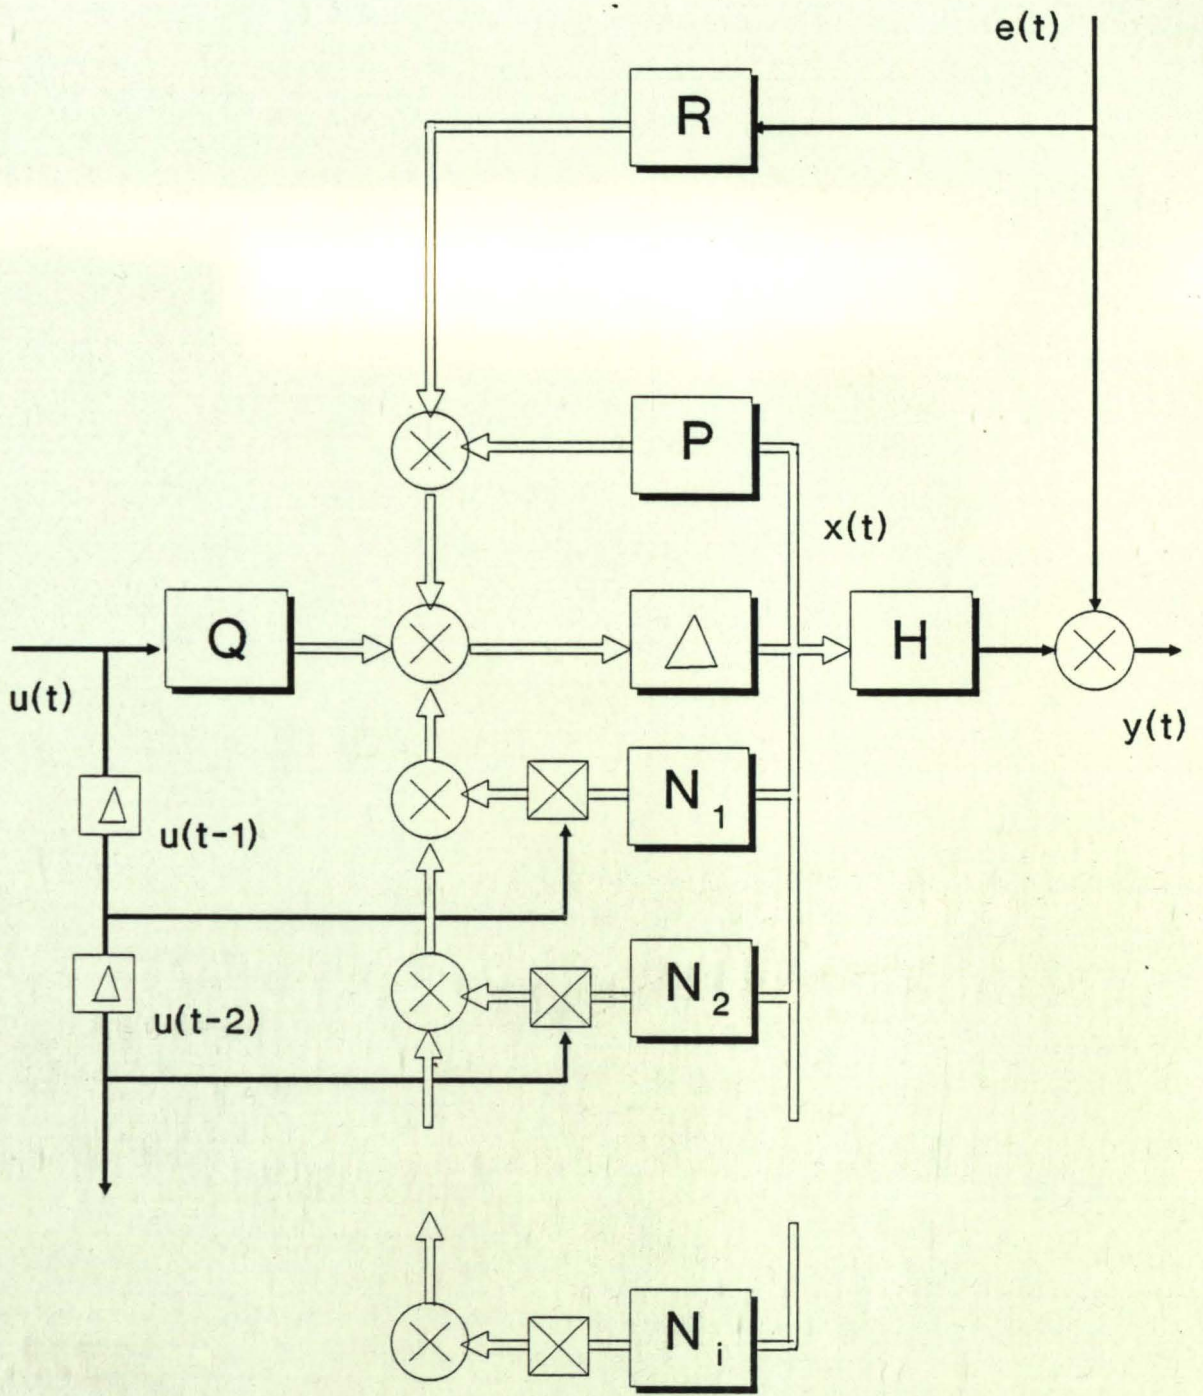 e(t)
R
P
x(t)
Q
△
H
u(t)
y(t)
△
N1
u(t-1)
△
N2
u(t-2)
Ni